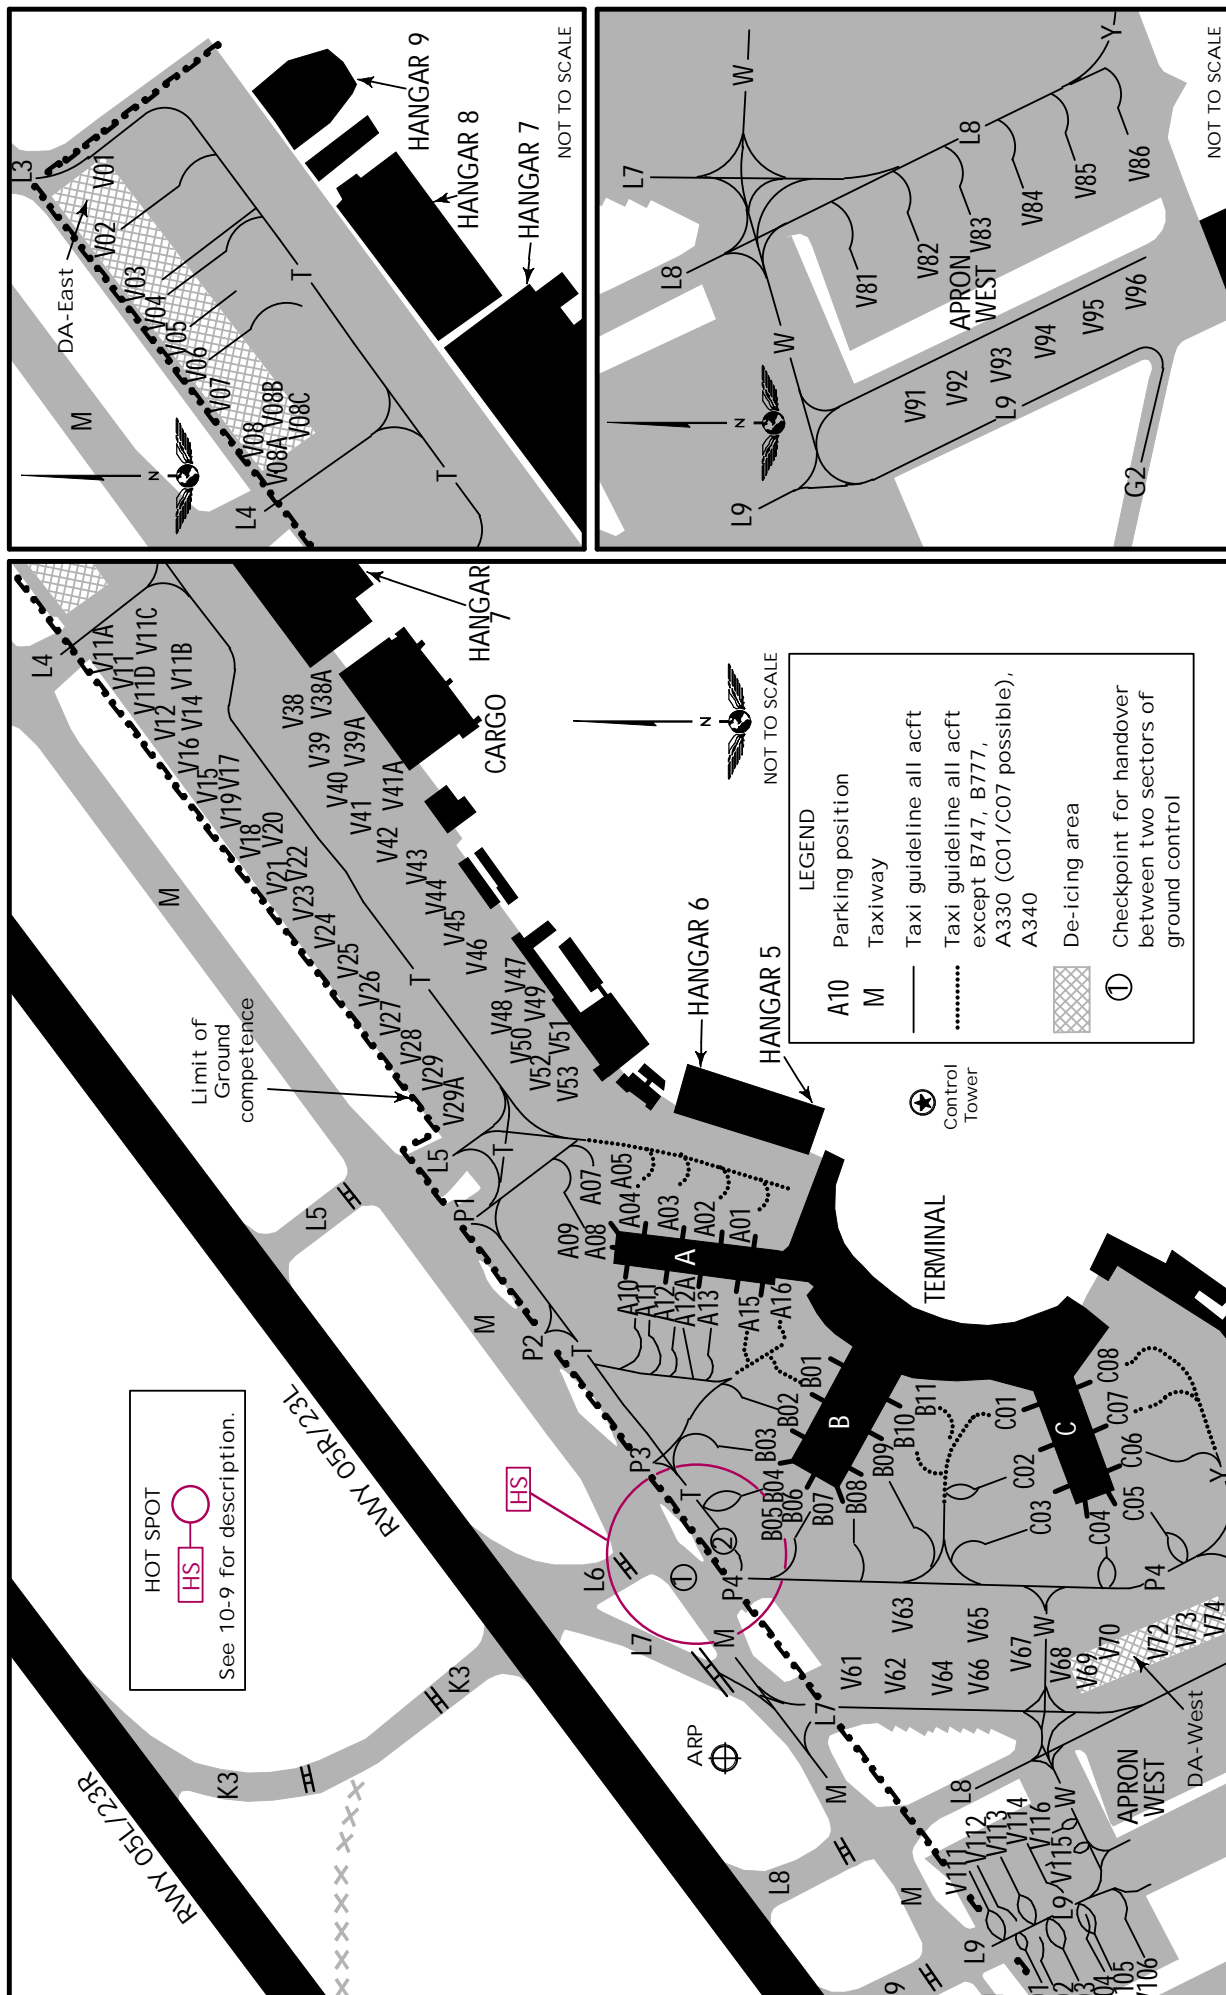 L3
V01
DA-East
V02
V03
V04
V05
V06
V07
V08
V08A
V08B
V08C
M
N
L4
T
T
HANGAR 9
HANGAR 8
HANGAR 7
NOT TO SCALE
L7
W
Y
L8
L8
V81
V82
V83
V84
V85
V86
APRON
WEST
W
V91
V92
V93
V94
V95
V96
L9
L9
G2
N
NOT TO SCALE
L4
V11A
V11
V11D
V11C
V11B
V12
V14
V16
V15
V17
V19
V18
V20
V21
V22
V23
V24
V25
V26
V27
V28
V29
V29A
V38
V38A
V39
V39A
V40
V41
V41A
V42
V43
V44
V45
V46
V47
V48
V49
V50
V51
V52
V53
HANGAR
7
CARGO
N
NOT TO SCALE
M
T
Limit of
Ground
competence
L5
L5
T
P1
M
P2
T
HANGAR 6
HANGAR 5
LEGEND
A10 Parking position
M Taxiway
Taxi guideline all acft
Taxi guideline all acft
except B747, B777,
A330 (C01/C07 possible),
A340
De-icing area
1 Checkpoint for handover
between two sectors of
ground control
Control
Tower
A07
A05
A04
A03
A02
A01
A09
A08
A
A10
A11
A12
A12A
A13
A15
A16
TERMINAL
HOT SPOT
HS
See 10-9 for description.
RWY 05R/23L
HS
P3
T
L6
1
2
P4
B01
B02
B03
B04
B05
B06
B07
B08
B09
B10
B11
B
C01
C02
C03
C04
C05
C06
C07
C08
C
Y
P4
L7
M
V61
V62
V63
V64
V65
V66
V67
W
V68
V69
V70
V72
V73
V74
DA-West
K3
K3
RWY 05L/23R
ARP
L7
M
L8
L8
W
APRON
WEST
M
V111
V112
V113
V114
V116
V115
L9
L9
V106